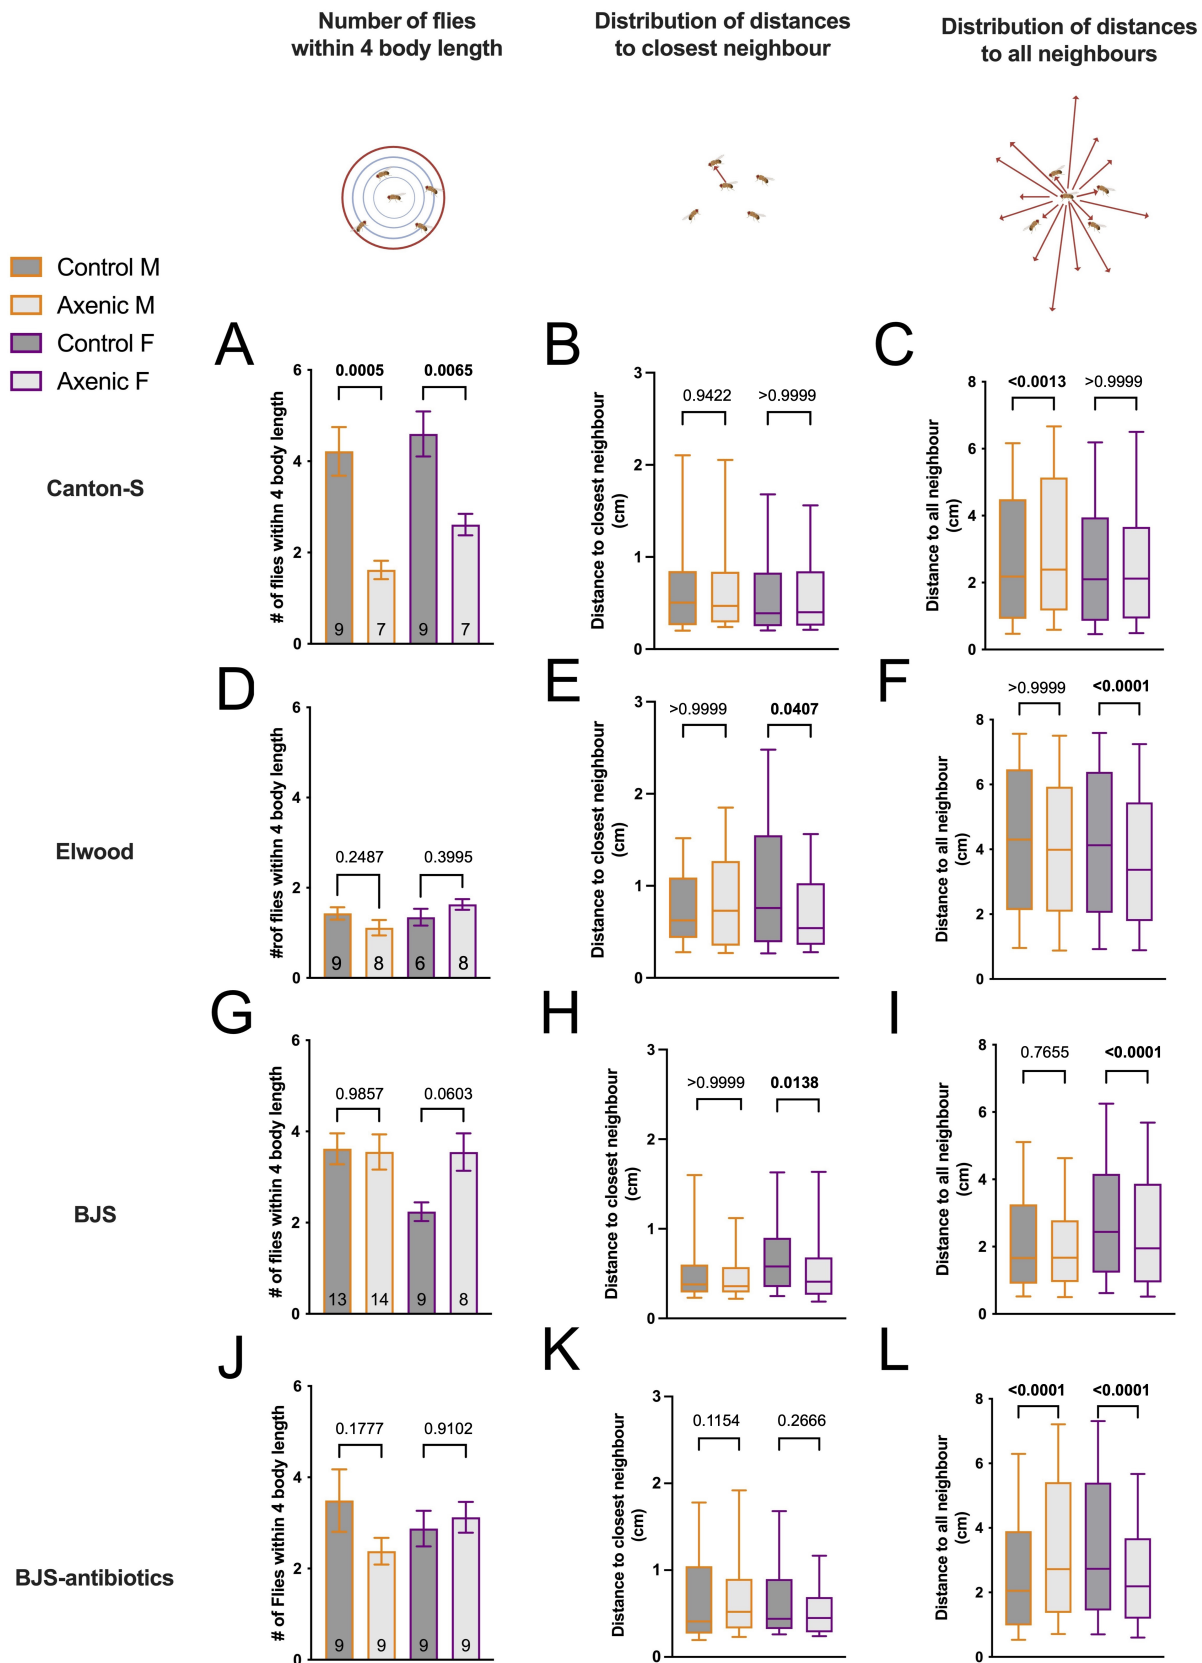 Number of flies
within 4 body length
Distribution of distances
to closest neighbour
Distribution of distances
to all neighbours
Control M
Axenic M
Control F
Axenic F
Canton-S
A
# of flies witihn 4 body length
6
4
2
0
0.0005
0.0065
9
7
9
7
B
Distance to closest neighbour
(cm)
3
2
1
0
0.9422
>0.9999
C
Distance to all neighbour
(cm)
8
6
4
2
0
<0.0013
>0.9999
Elwood
D
#rof flies witihn 4 body length
6
4
2
0
0.2487
0.3995
9
8
6
8
E
Distance to closest neighbour
(cm)
3
2
1
0
>0.9999
0.0407
F
Distance to all neighbour
(cm)
8
6
4
2
0
>0.9999
<0.0001
BJS
G
# of flies within 4 body length
6
4
2
0
0.9857
0.0603
13
14
9
8
H
Distance to closest neighbour
(cm)
3
2
1
0
>0.9999
0.0138
I
Distance to all neighbour
(cm)
8
6
4
2
0
0.7655
<0.0001
BJS-antibiotics
J
# of Flies within 4 body length
6
4
2
0
0.1777
0.9102
9
9
9
9
K
Distance to closest neighbour
(cm)
3
2
1
0
0.1154
0.2666
L
Distance to all neighbour
(cm)
8
6
4
2
0
<0.0001
<0.0001